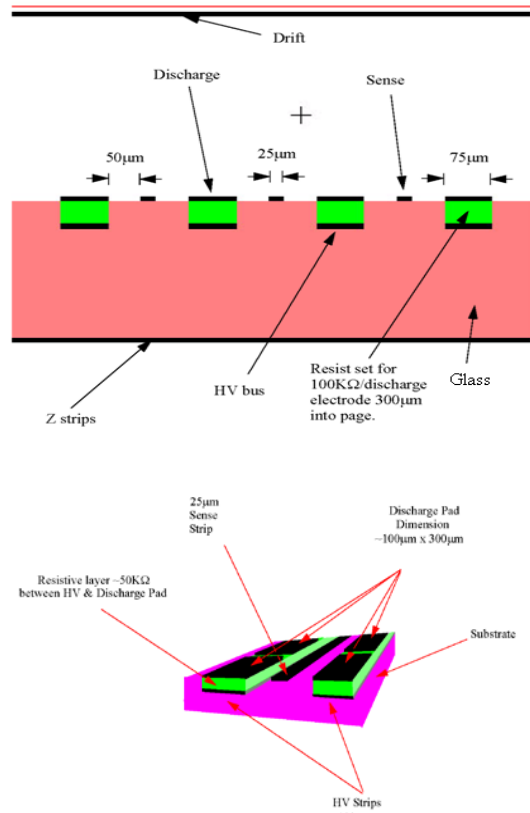 Drift
Discharge
Sense
50μm
25μm
75μm
HV bus
Resist set for
100KΩ/discharge
electrode 300μm
into page.
Glass
Z strips
25μm
Sense
Strip
Discharge Pad
Dimension
~100μm x 300μm
Resistive layer ~50KΩ
between HV & Discharge Pad
Substrate
HV Strips